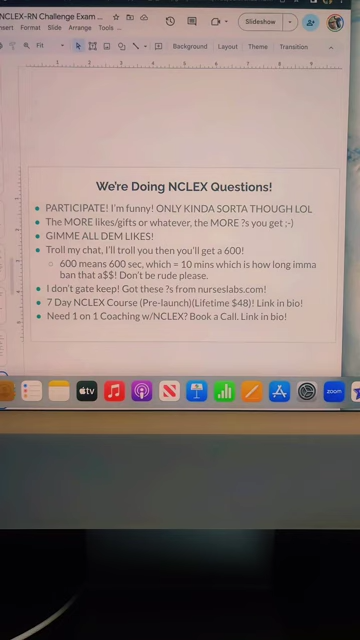 NCLEX-RN Challenge Exam ...
nsert Format Slide Arrange Tools ...
Slideshow
Fit
Background Layout Theme Transition
We're Doing NCLEX Questions!
PARTICIPATE! I'm funny! ONLY KINDA SORTA THOUGH LOL
The MORE likes/gifts or whatever, the MORE ?s you get ;-)
GIMME ALL DEM LIKES!
Troll my chat, I'll troll you then you'll get a 600!
600 means 600 sec, which = 10 mins which is how long imma
ban that a$$! Don't be rude please.
I don't gate keep! Got these ?s from nurseslabs.com!
7 Day NCLEX Course (Pre-launch)(Lifetime $48)! Link in bio!
Need 1 on 1 Coaching w/NCLEX? Book a Call. Link in bio!
tv
zoom